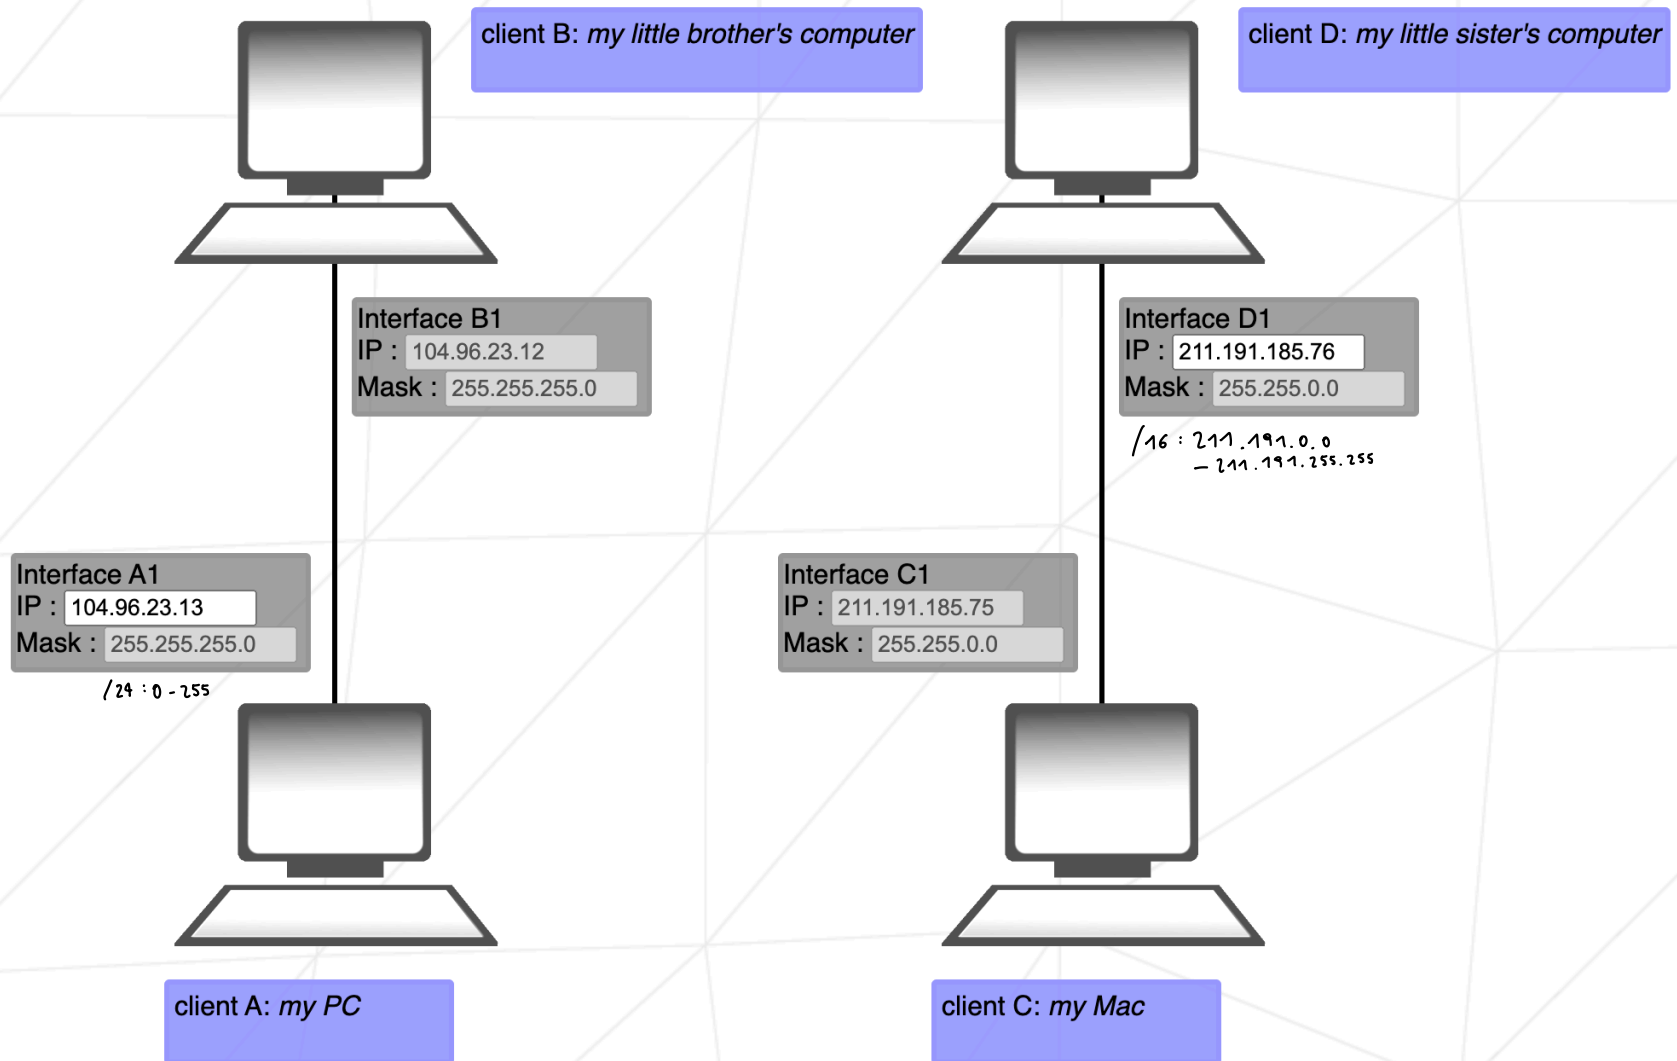 client B: my little brother's computer
client D: my little sister's computer
Interface B1
IP : 104.96.23.12
Mask : 255.255.255.0
Interface D1
IP : 211.191.185.76
Mask : 255.255.0.0
/16 : 211.191.0.0
– 211.191.255.255
Interface A1
IP : 104.96.23.13
Mask : 255.255.255.0
/24 : 0 - 255
Interface C1
IP : 211.191.185.75
Mask : 255.255.0.0
client A: my PC
client C: my Mac